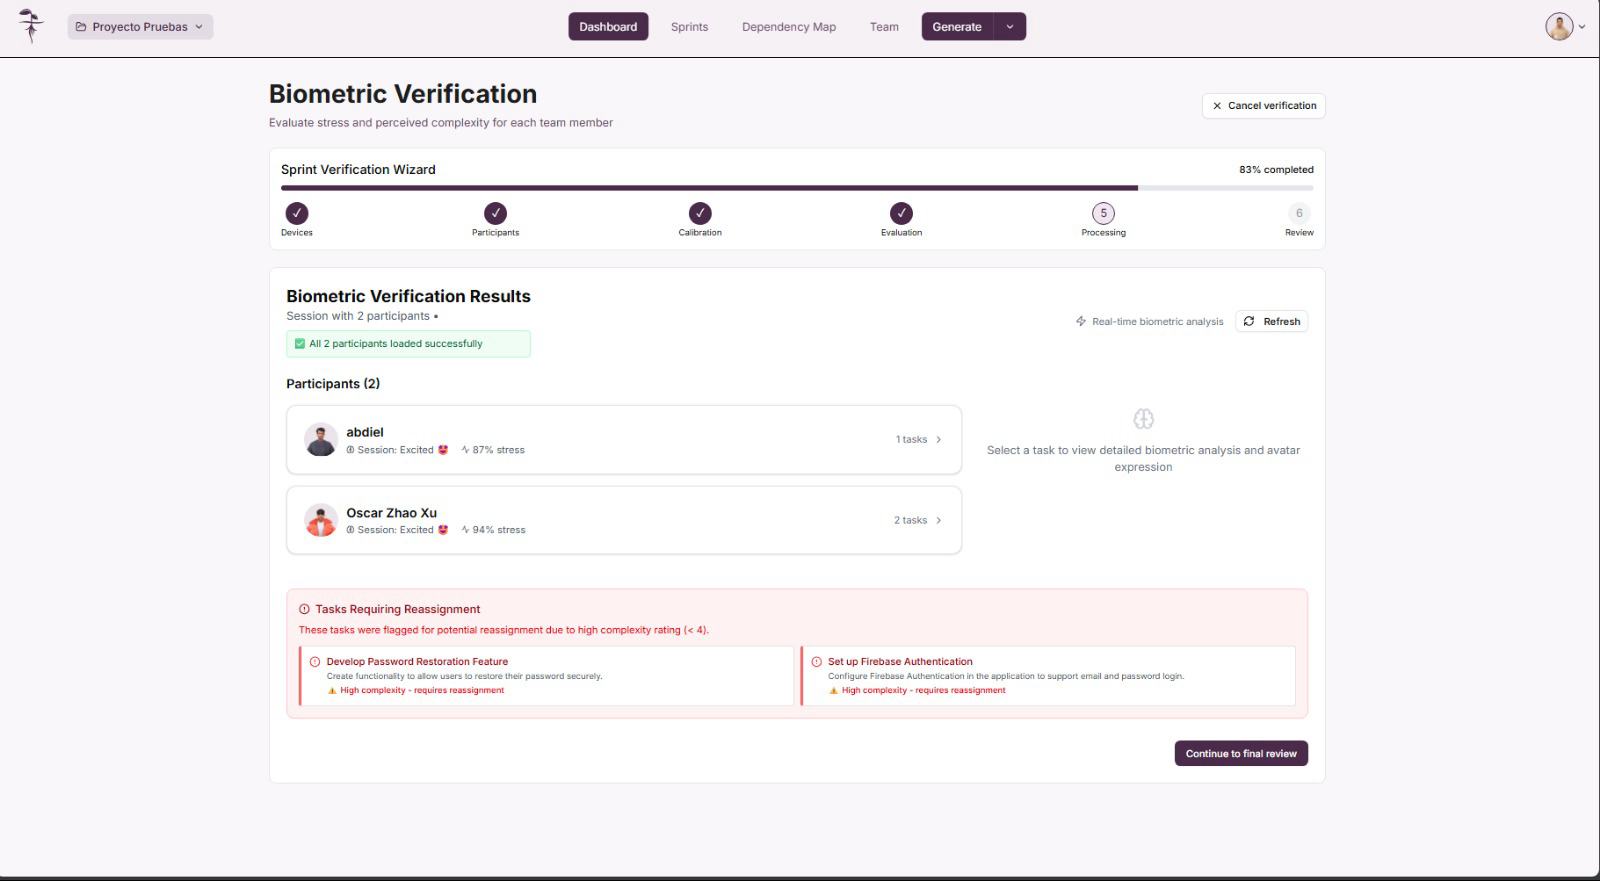 Proyecto Pruebas
Dashboard
Sprints
Dependency Map
Team
Generate
Biometric Verification
Evaluate stress and perceived complexity for each team member
Cancel verification
Sprint Verification Wizard
83% completed
✓
✓
✓
✓
5
6
Devices
Participants
Calibration
Evaluation
Processing
Review
Biometric Verification Results
Session with 2 participants •
✅ All 2 participants loaded successfully
Real-time biometric analysis
Refresh
Participants (2)
abdiel
Session: Excited 😍 87% stress
1 tasks
Oscar Zhao Xu
Session: Excited 😍 94% stress
2 tasks
Select a task to view detailed biometric analysis and avatar
expression
Tasks Requiring Reassignment
These tasks were flagged for potential reassignment due to high complexity rating (< 4).
Develop Password Restoration Feature
Create functionality to allow users to restore their password securely.
⚠️ High complexity - requires reassignment
Set up Firebase Authentication
Configure Firebase Authentication in the application to support email and password login.
⚠️ High complexity - requires reassignment
Continue to final review